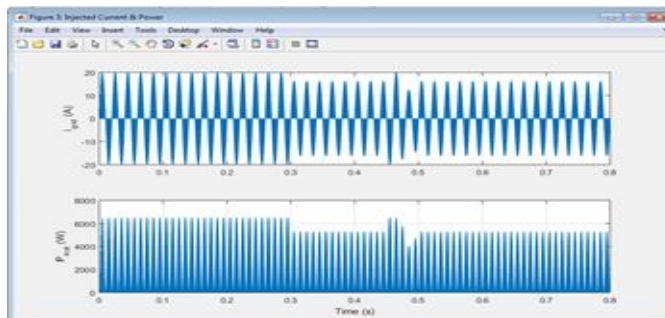 Figure 3: Injected Current & Power
File Edit View Insert Tools Desktop Window Help
20
10
0
-10
-20
i_grid (A)
0 0.1 0.2 0.3 0.4 0.5 0.6 0.7 0.8
8000
6000
4000
2000
0
(W)
0 0.1 0.2 0.3 0.4 0.5 0.6 0.7 0.8
Time (s)